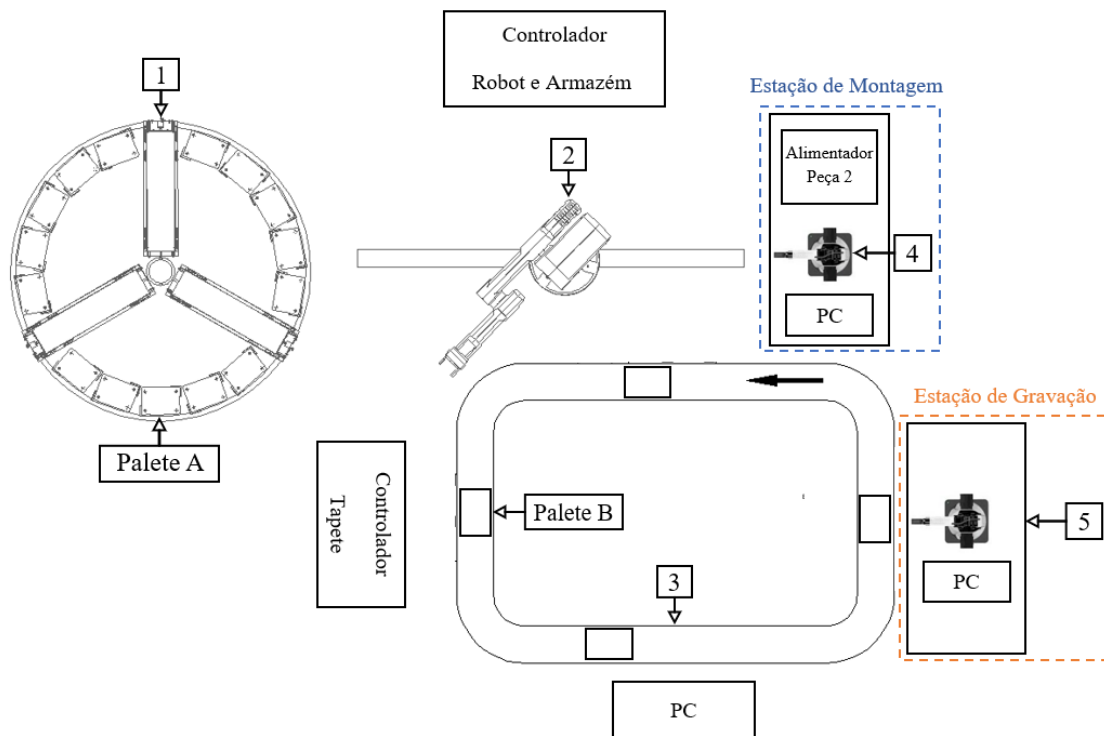 Controlador
Robot e Armazém
1
Estação de Montagem
Alimentador
Peça 2
2
4
PC
Estação de Gravação
Palete A
Controlador
Tapete
Palete B
5
PC
3
PC